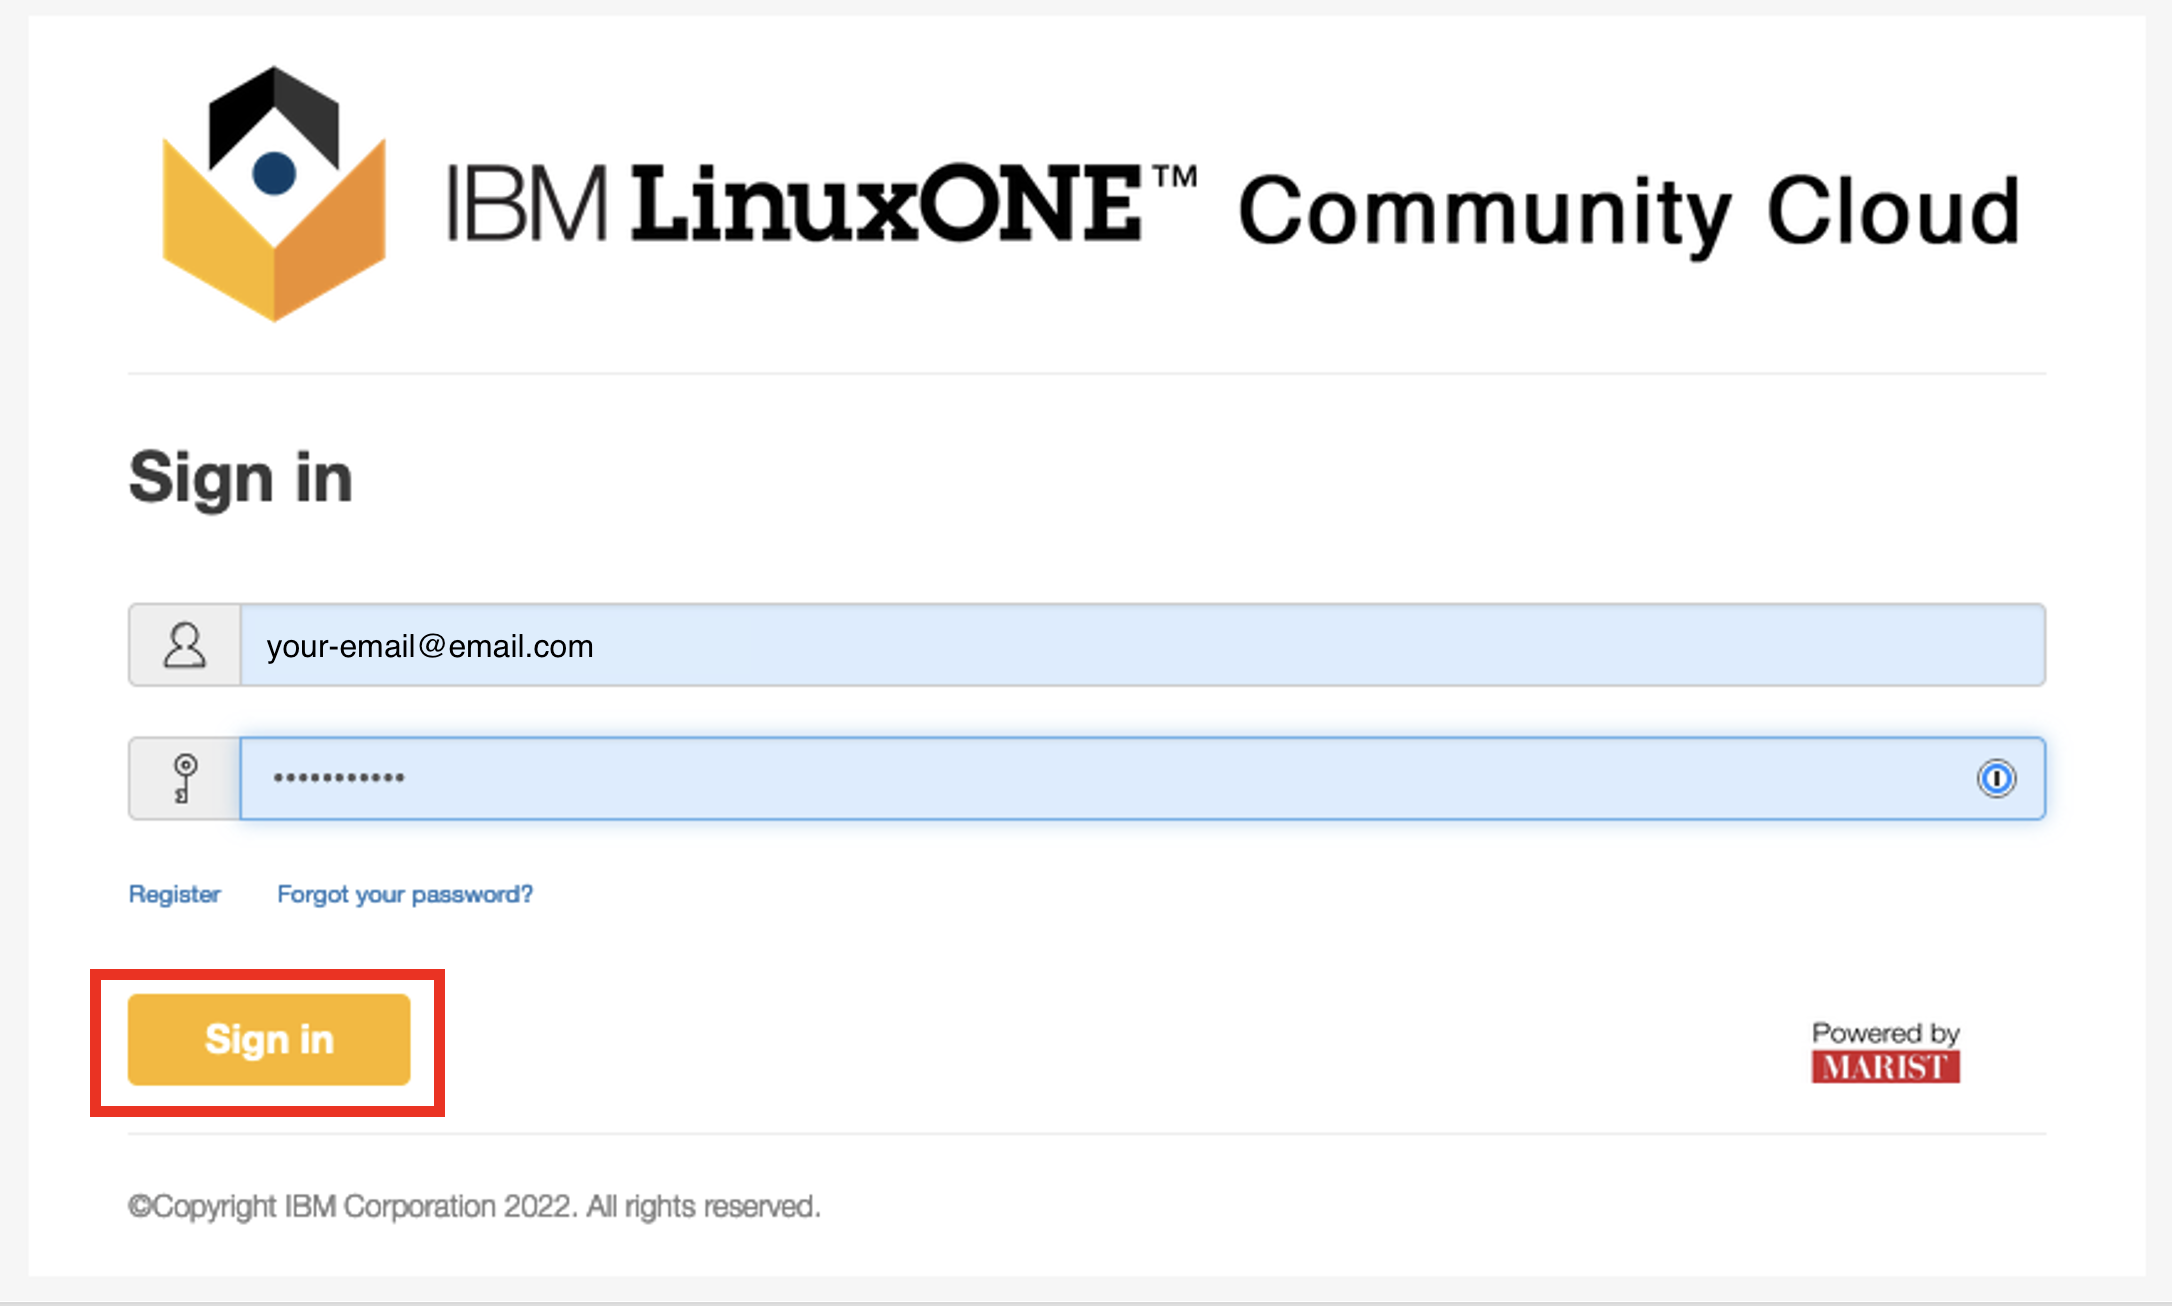 IBM LinuxONE™ Community Cloud
Sign in
your-email@email.com
•••••••••••
Register Forgot your password?
Sign in
Powered by
MARIST
©Copyright IBM Corporation 2022. All rights reserved.